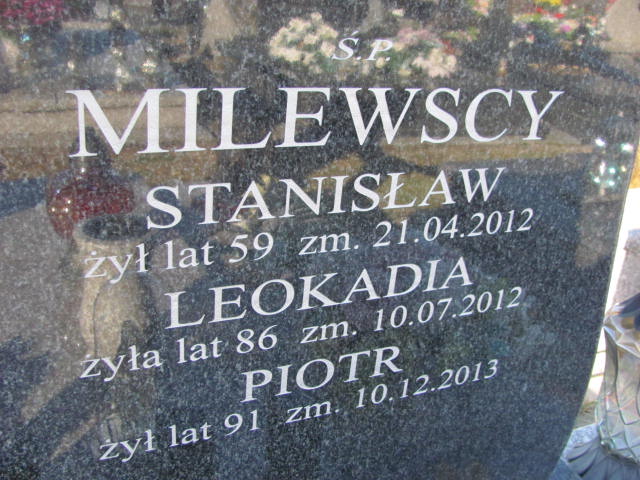 Ś.P.
MILEWSCY
STANISŁAW
żył lat 59 zm. 21.04.2012
LEOKADIA
żyła lat 86 zm. 10.07.2012
PIOTR
żył lat 91 zm. 10.12.2013